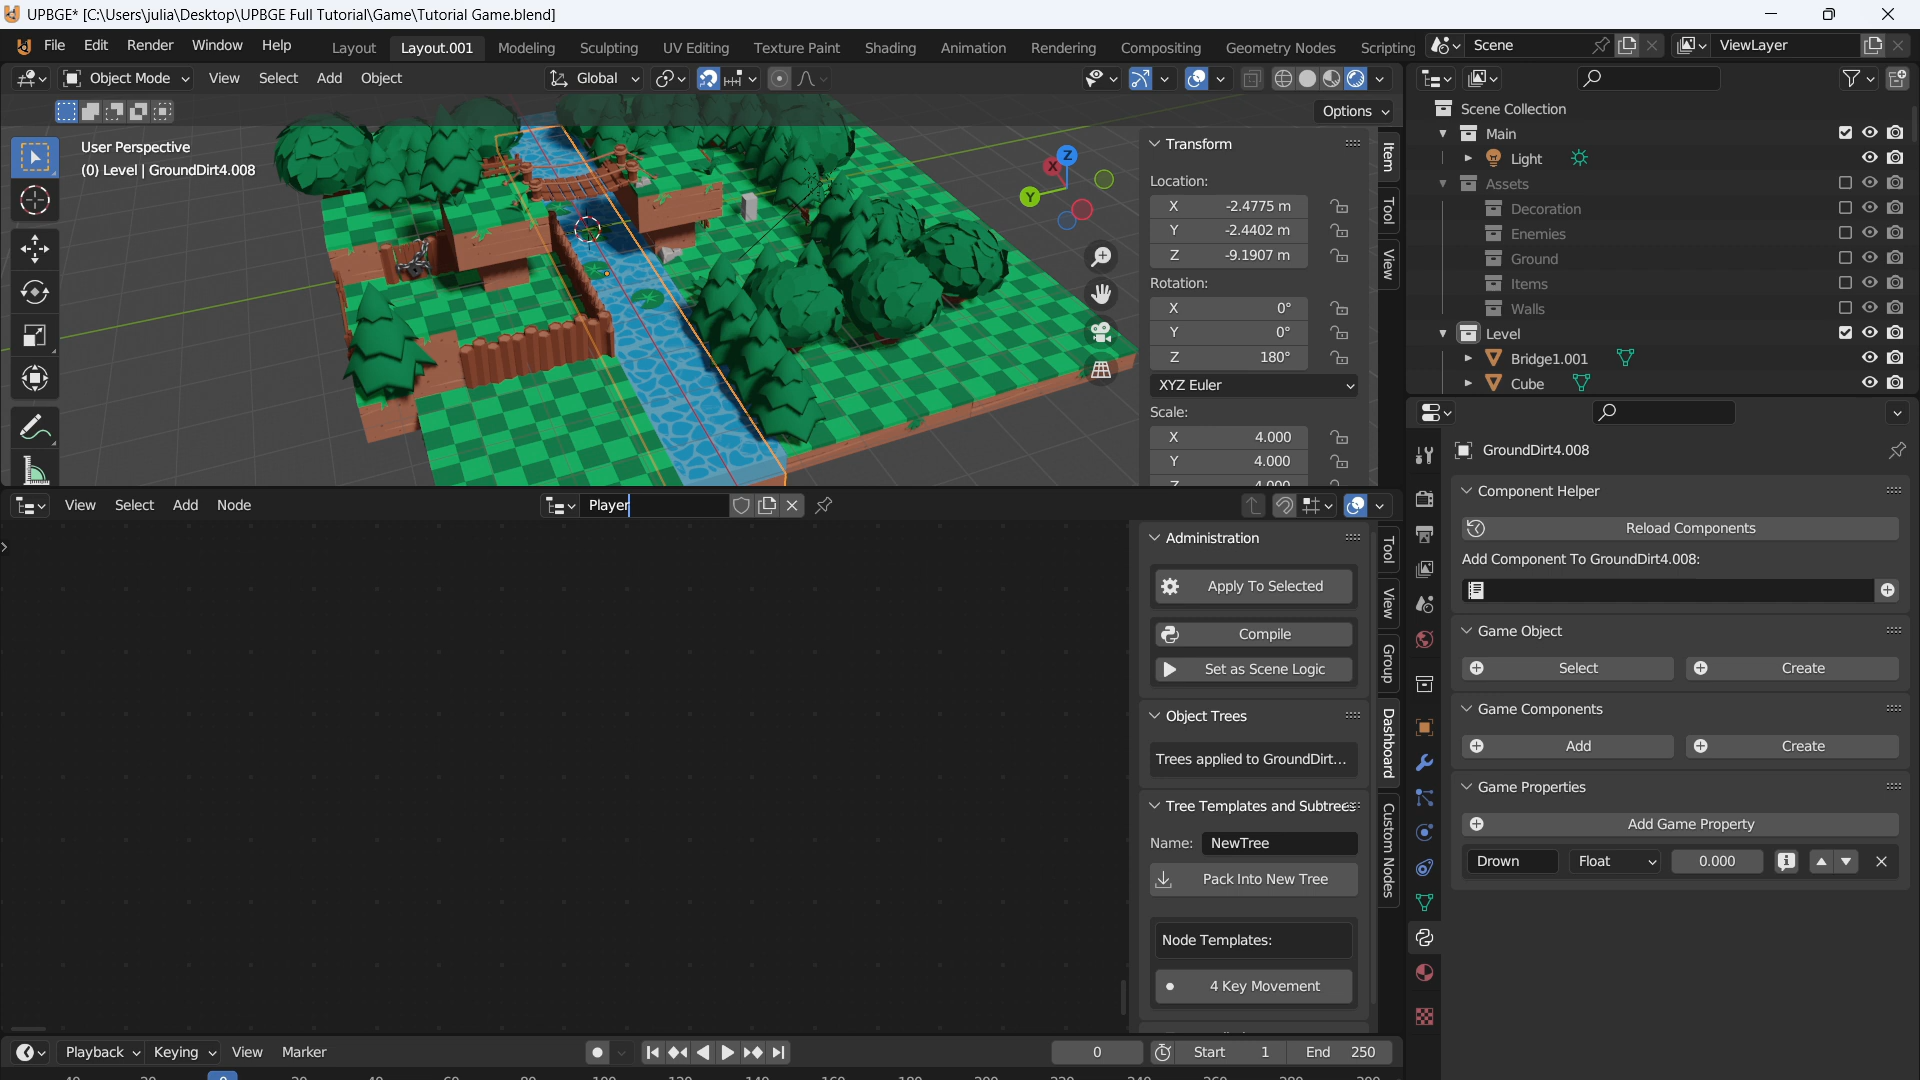 UPBGE* [C:\Users\julia\Desktop\UPBGE Full Tutorial\Game\Tutorial Game.blend]
File Edit Render Window Help Layout Layout.001 Modeling Sculpting UV Editing Texture Paint Shading Animation Rendering Compositing Geometry Nodes Scripting Scene ViewLayer
Object Mode View Select Add Object Global
Options
User Perspective
(0) Level | GroundDirt4.008
Z
X
Y
Transform
Location:
X -2.4775 m
Y -2.4402 m
Z -9.1907 m
Rotation:
X 0°
Y 0°
Z 180°
XYZ Euler
Scale:
X 4.000
Y 4.000
Z 4.000
Item
Tool
View
Scene Collection
Main
Light
Assets
Decoration
Enemies
Ground
Items
Walls
Level
Bridge1.001
Cube
View Select Add Node Player
Administration
Apply To Selected
Compile
Set as Scene Logic
Object Trees
Trees applied to GroundDirt...
Tree Templates and Subtrees
Name: NewTree
Pack Into New Tree
Node Templates:
4 Key Movement
Tool
View
Group
Dashboard
Custom Nodes
GroundDirt4.008
Component Helper
Reload Components
Add Component To GroundDirt4.008:
Game Object
Select Create
Game Components
Add Create
Game Properties
Add Game Property
Drown Float 0.000
Playback Keying View Marker 0 Start 1 End 250